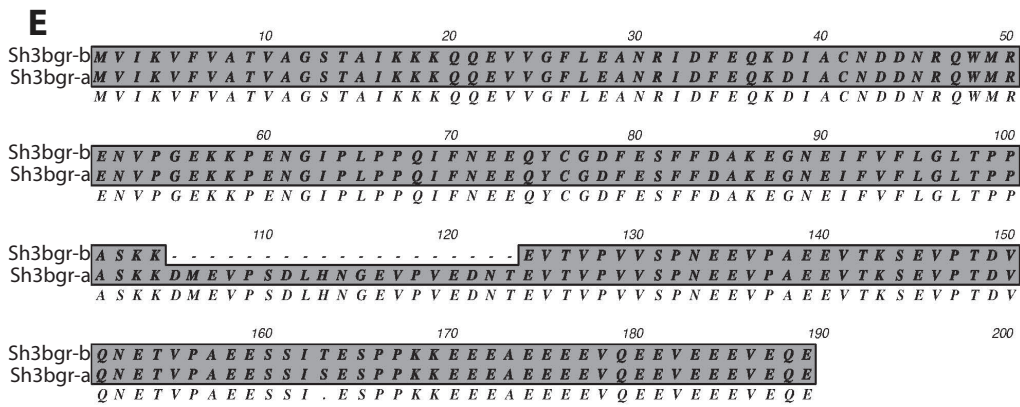 E
10 20 30 40 50
Sh3bgr-b M V I K V F V A T V A G S T A I K K K Q Q E V V G F L E A N R I D F E Q K D I A C N D D N R Q W M R
Sh3bgr-a M V I K V F V A T V A G S T A I K K K Q Q E V V G F L E A N R I D F E Q K D I A C N D D N R Q W M R
M V I K V F V A T V A G S T A I K K K Q Q E V V G F L E A N R I D F E Q K D I A C N D D N R Q W M R
60 70 80 90 100
Sh3bgr-b E N V P G E K K P E N G I P L P P Q I F N E E Q Y C G D F E S F F D A K E G N E I F V F L G L T P P
Sh3bgr-a E N V P G E K K P E N G I P L P P Q I F N E E Q Y C G D F E S F F D A K E G N E I F V F L G L T P P
E N V P G E K K P E N G I P L P P Q I F N E E Q Y C G D F E S F F D A K E G N E I F V F L G L T P P
110 120 130 140 150
Sh3bgr-b A S K K - - - - - - - - - - - - - - - - - - - E V T V P V V S P N E E V P A E E V T K S E V P T D V
Sh3bgr-a A S K K D M E V P S D L H N G E V P V E D N T E V T V P V V S P N E E V P A E E V T K S E V P T D V
A S K K D M E V P S D L H N G E V P V E D N T E V T V P V V S P N E E V P A E E V T K S E V P T D V
160 170 180 190 200
Sh3bgr-b Q N E T V P A E E S S I T E S P P K K E E E A E E E E V Q E E V E E E V E Q E
Sh3bgr-a Q N E T V P A E E S S I S E S P P K K E E E A E E E E V Q E E V E E E V E Q E
Q N E T V P A E E S S I . E S P P K K E E E A E E E E V Q E E V E E E V E Q E